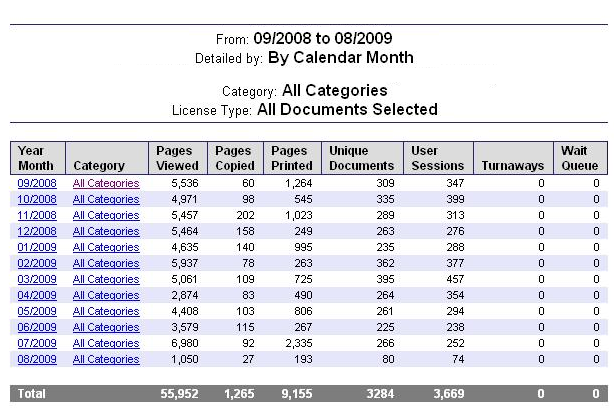 From: 09/2008 to 08/2009
Detailed by: By Calendar Month
Category: All Categories
License Type: All Documents Selected
Year Month Category Pages Viewed Pages Copied Pages Printed Unique Documents User Sessions Turnaways Wait Queue
09/2008 All Categories 5,536 60 1,264 309 347 0 0
10/2008 All Categories 4,971 98 545 335 399 0 0
11/2008 All Categories 5,457 202 1,023 289 313 0 0
12/2008 All Categories 5,464 158 249 263 276 0 0
01/2009 All Categories 4,635 140 995 235 288 0 0
02/2009 All Categories 5,937 78 263 362 377 0 0
03/2009 All Categories 5,061 109 725 395 457 0 0
04/2009 All Categories 2,874 83 490 264 354 0 0
05/2009 All Categories 4,408 103 806 261 294 0 0
06/2009 All Categories 3,579 115 267 225 238 0 0
07/2009 All Categories 6,980 92 2,335 266 252 0 0
08/2009 All Categories 1,050 27 193 80 74 0 0
Total 55,952 1,265 9,155 3284 3,669 0 0